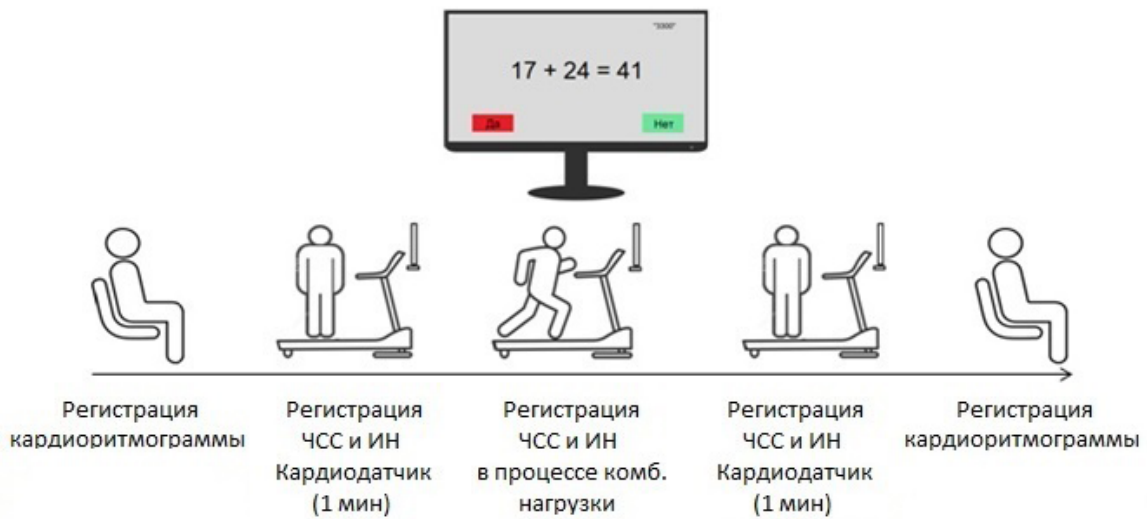 "3300"
17 + 24 = 41
Да
Нет
Регистрация
кардиоритмограммы
Регистрация
ЧСС и ИН
Кардиодатчик
(1 мин)
Регистрация
ЧСС и ИН
в процессе комб.
нагрузки
Регистрация
ЧСС и ИН
Кардиодатчик
(1 мин)
Регистрация
кардиоритмограммы